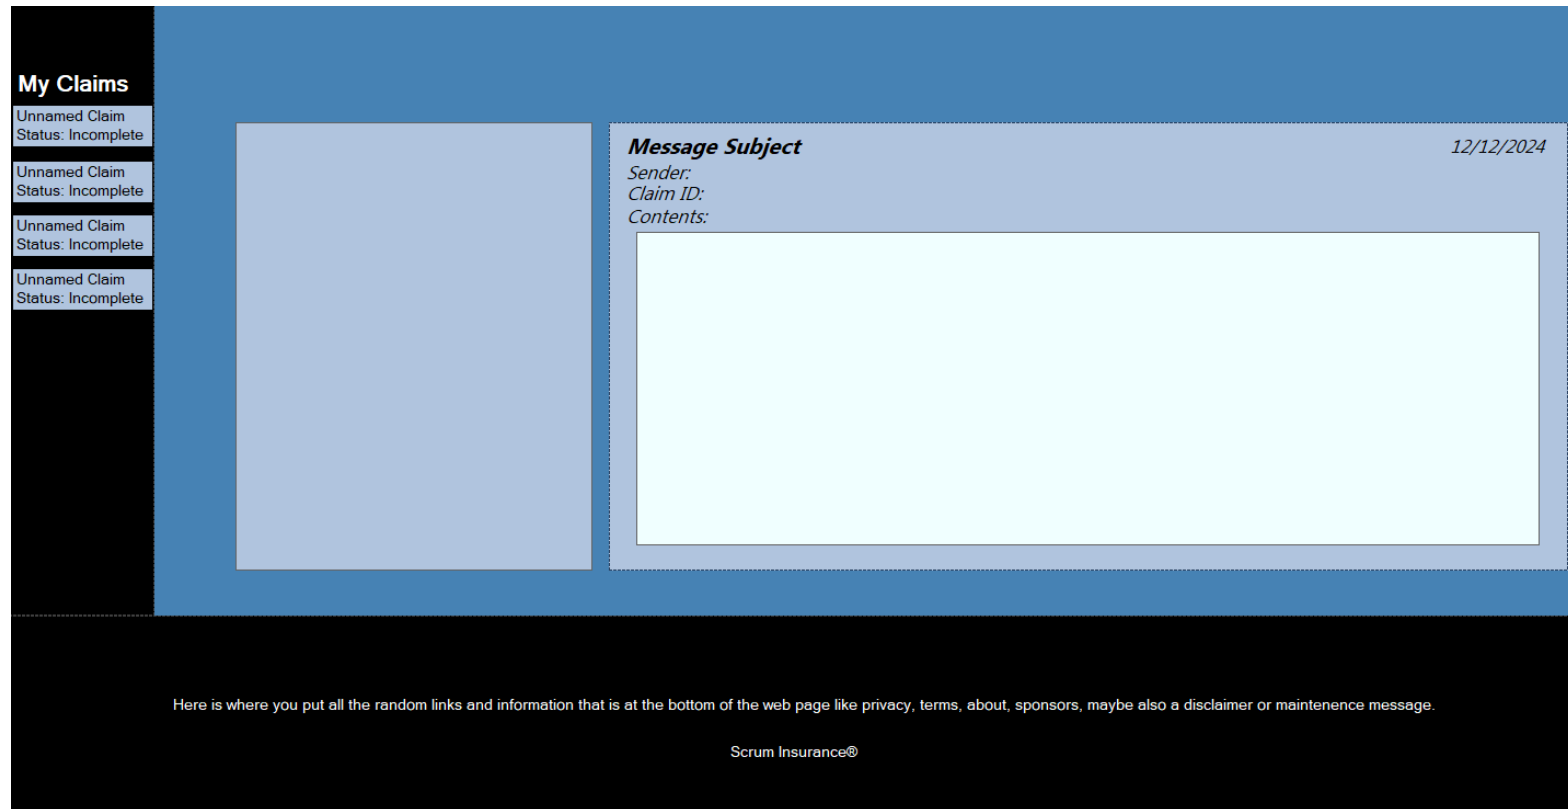 My Claims
Unnamed Claim
Status: Incomplete
Unnamed Claim
Status: Incomplete
Unnamed Claim
Status: Incomplete
Unnamed Claim
Status: Incomplete
Message Subject
12/12/2024
Sender:
Claim ID:
Contents:
Here is where you put all the random links and information that is at the bottom of the web page like privacy, terms, about, sponsors, maybe also a disclaimer or maintenence message.
Scrum Insurance®